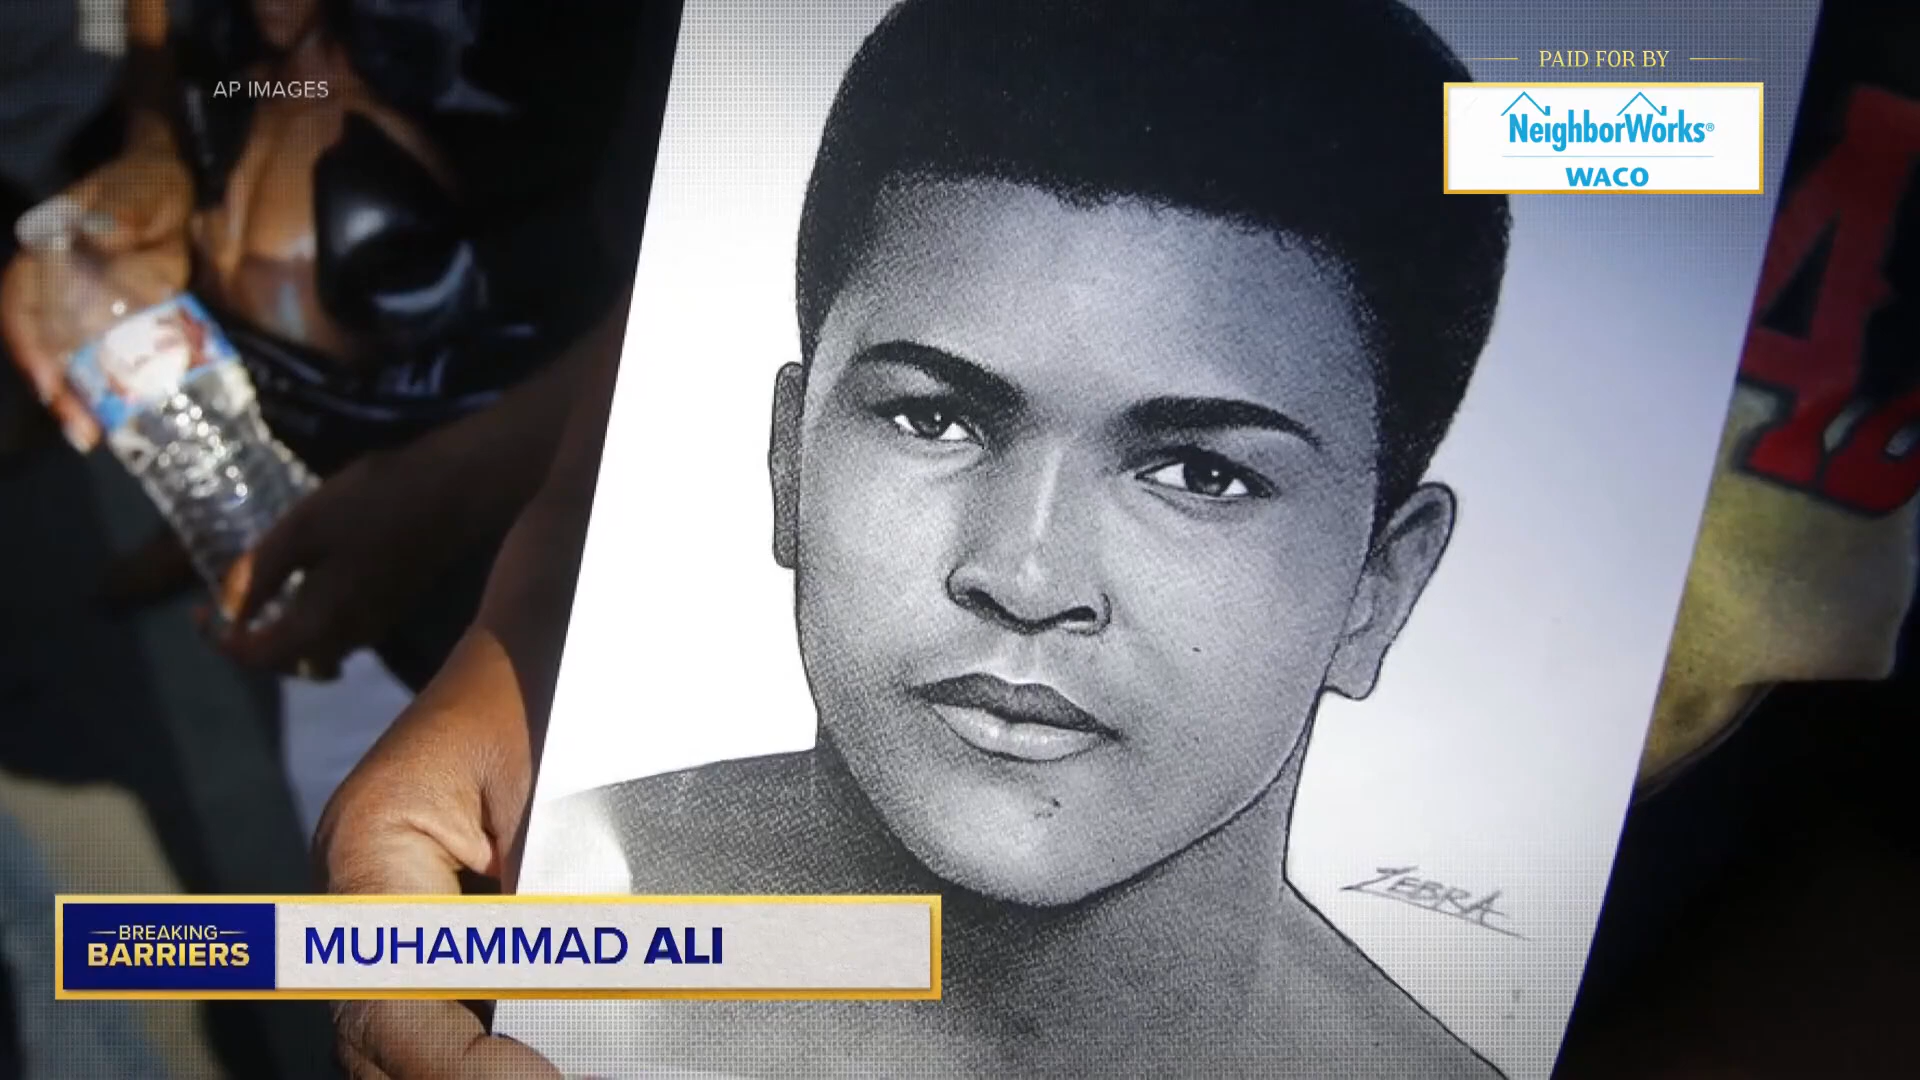 AP IMAGES
PAID FOR BY
NeighborWorks®
WACO
ZEBRA
BREAKING
BARRIERS
MUHAMMAD ALI